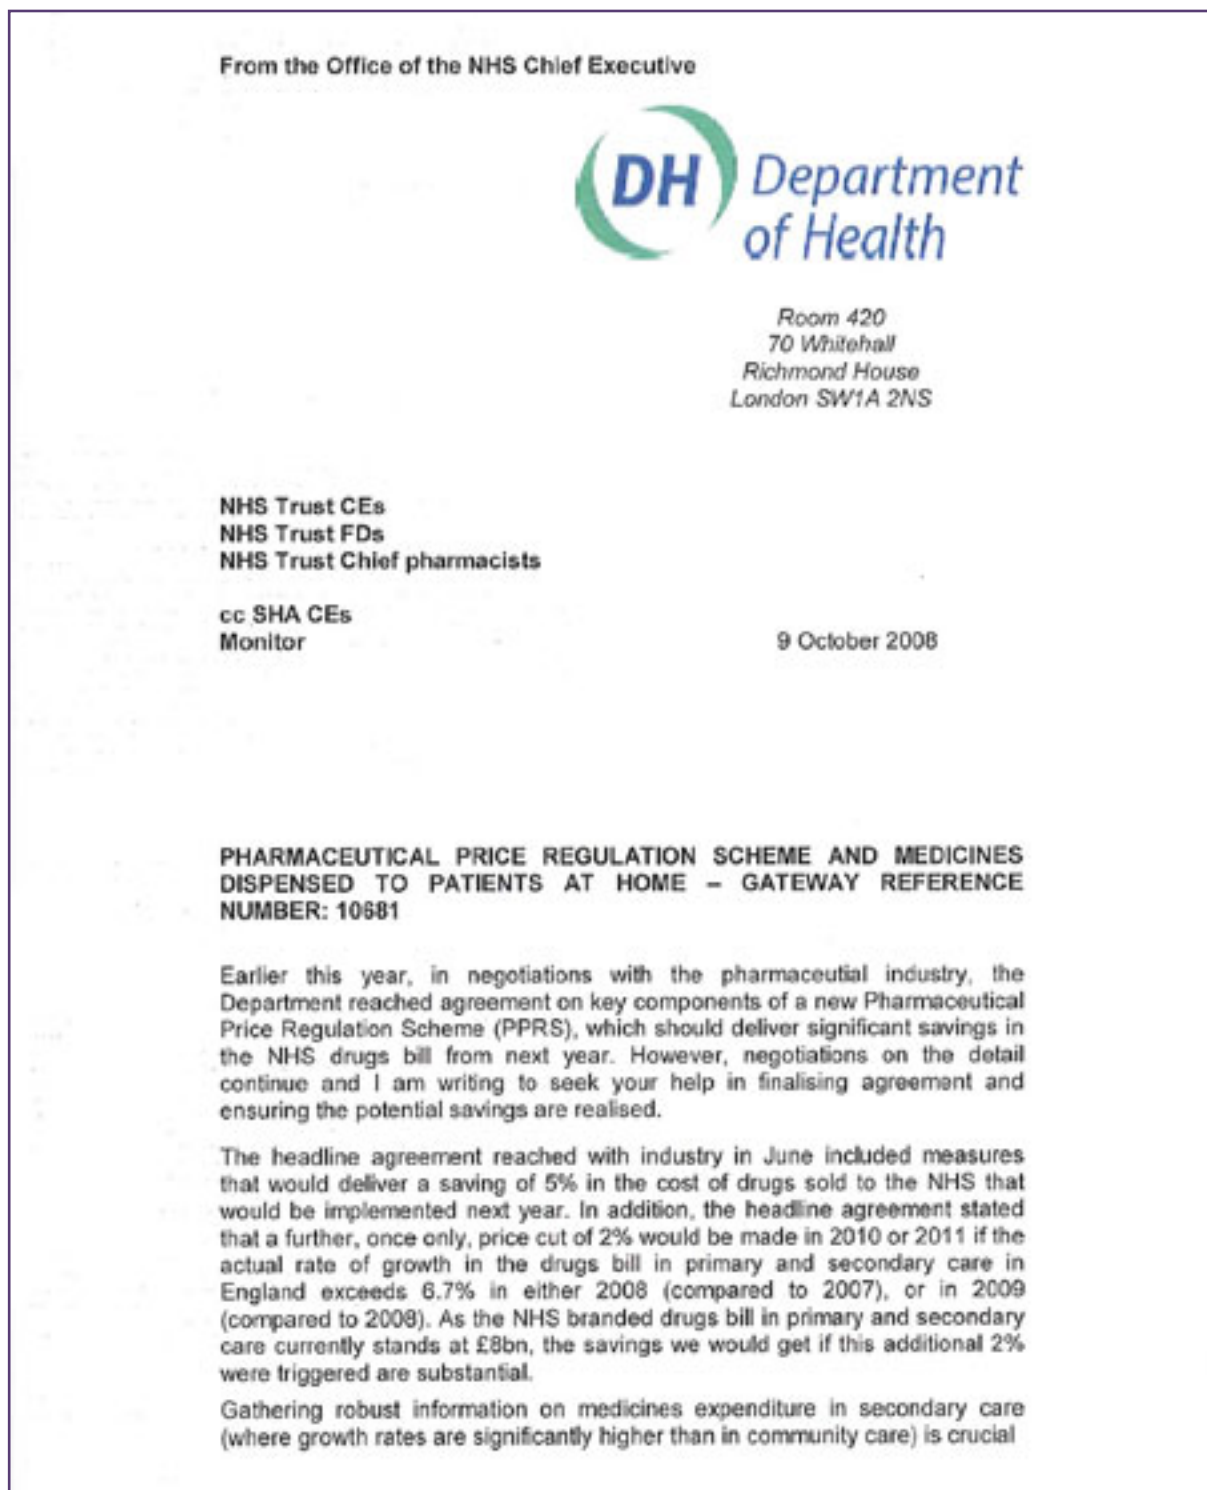 From the Office of the NHS Chief Executive
DH Department
of Health
Room 420
70 Whitehall
Richmond House
London SW1A 2NS
NHS Trust CEs
NHS Trust FDs
NHS Trust Chief pharmacists
cc SHA CEs
Monitor
9 October 2008
PHARMACEUTICAL PRICE REGULATION SCHEME AND MEDICINES
DISPENSED TO PATIENTS AT HOME – GATEWAY REFERENCE
NUMBER: 10681
Earlier this year, in negotiations with the pharmaceutial industry, the
Department reached agreement on key components of a new Pharmaceutical
Price Regulation Scheme (PPRS), which should deliver significant savings in
the NHS drugs bill from next year. However, negotiations on the detail
continue and I am writing to seek your help in finalising agreement and
ensuring the potential savings are realised.
The headline agreement reached with industry in June included measures
that would deliver a saving of 5% in the cost of drugs sold to the NHS that
would be implemented next year. In addition, the headline agreement stated
that a further, once only, price cut of 2% would be made in 2010 or 2011 if the
actual rate of growth in the drugs bill in primary and secondary care in
England exceeds 6.7% in either 2008 (compared to 2007), or in 2009
(compared to 2008). As the NHS branded drugs bill in primary and secondary
care currently stands at £8bn, the savings we would get if this additional 2%
were triggered are substantial.
Gathering robust information on medicines expenditure in secondary care
(where growth rates are significantly higher than in community care) is crucial